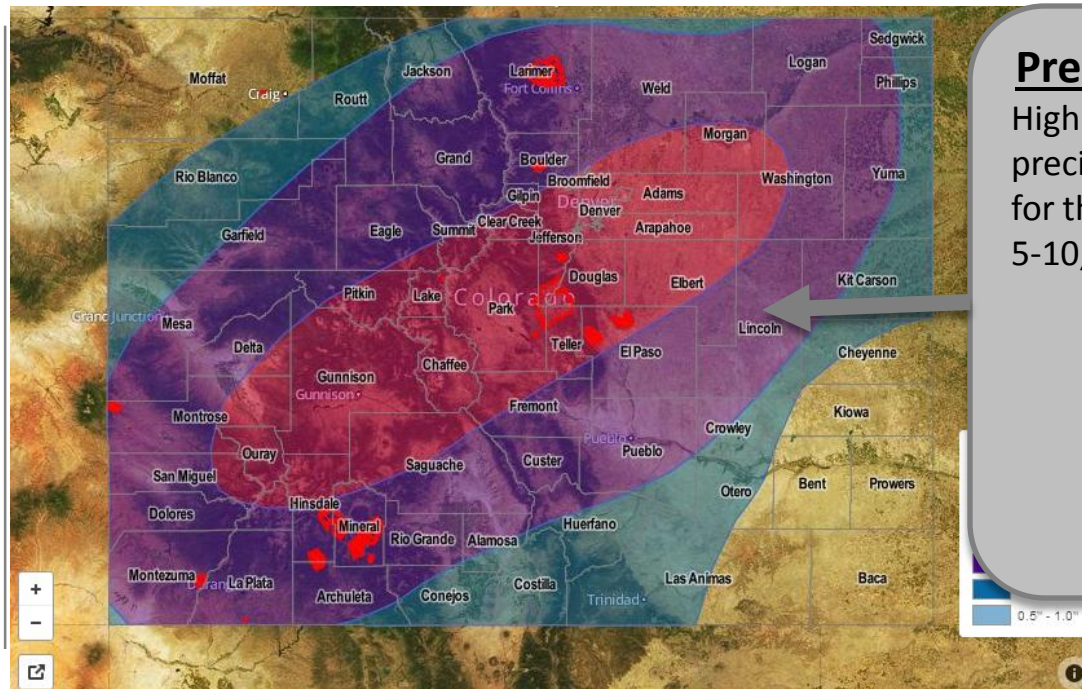 Sedgwick
Logan
Phillips
Moffat
Jackson
Larimer
Craig
Routt
Fort Collins
Weld
Morgan
Grand
Boulder
Rio Blanco
Broomfield
Washington
Yuma
Gilpin
Adams
Denver
Denver
Garfield
Eagle
Summit
Clear Creek
Jefferson
Arapahoe
Douglas
Elbert
Kit Carson
Pitkin
Lake
Colorado
Park
Grand Junction
Mesa
Lincoln
Delta
Teller
El Paso
Cheyenne
Chaffee
Gunnison
Gunnison
Fremont
Kiowa
Montrose
Crowley
Pueblo
Pueblo
Ouray
Saguache
Custer
San Miguel
Bent
Prowers
Otero
Hinsdale
Dolores
Mineral
Huerfano
Rio Grande
Alamosa
Montezuma
La Plata
Las Animas
Baca
Costilla
Archuleta
Conejos
Trinidad
+
−
Pre
High
preci
for th
5-10,
0.5" - 1.0"
i